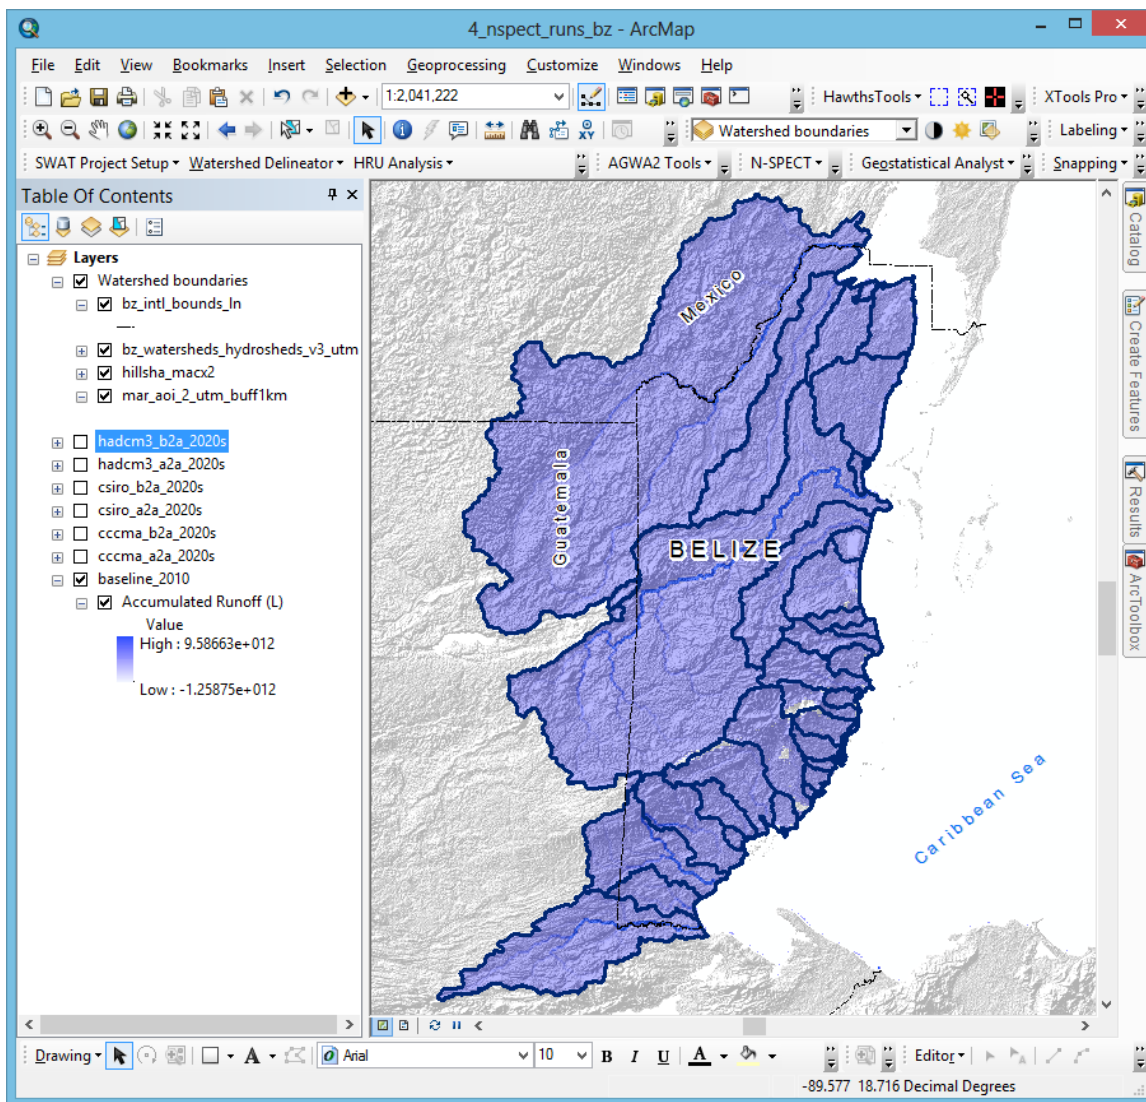 4_nspect_runs_bz - ArcMap
File Edit View Bookmarks Insert Selection Geoprocessing Customize Windows Help
1:2,041,222 HawthsTools XTools Pro
Watershed boundaries Labeling
SWAT Project Setup Watershed Delineator HRU Analysis AGWA2 Tools N-SPECT Geostatistical Analyst Snapping
Table Of Contents
Layers
Watershed boundaries
bz_intl_bounds_ln
bz_watersheds_hydrosheds_v3_utm
hillsha_macx2
mar_aoi_2_utm_buff1km
hadcm3_b2a_2020s
hadcm3_a2a_2020s
csiro_b2a_2020s
csiro_a2a_2020s
cccma_b2a_2020s
cccma_a2a_2020s
baseline_2010
Accumulated Runoff (L)
Value
High : 9.58663e+012
Low : -1.25875e+012
Mexico
Guatemala
BELIZE
Caribbean Sea
Catalog
Create Features
Results
ArcToolbox
Drawing A Arial 10 B I U A Editor
-89.577 18.716 Decimal Degrees